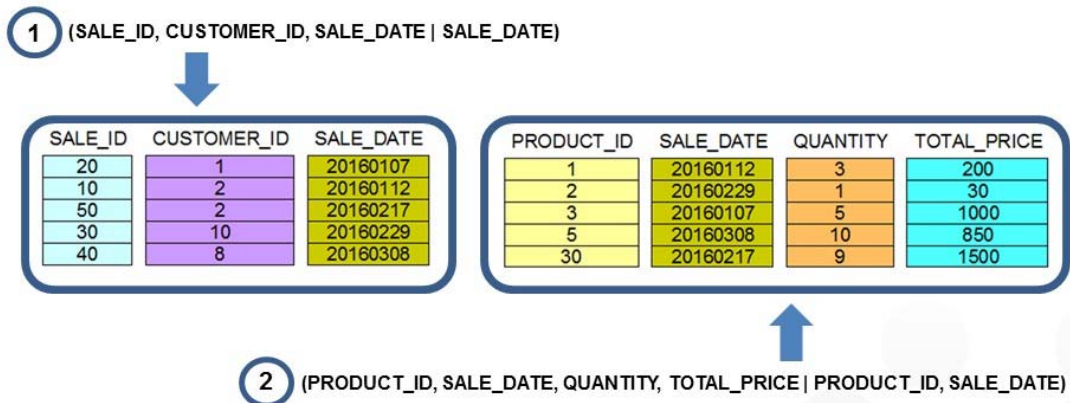 1 (SALE_ID, CUSTOMER_ID, SALE_DATE | SALE_DATE)
SALE_ID CUSTOMER_ID SALE_DATE
20 1 20160107
10 2 20160112
50 2 20160217
30 10 20160229
40 8 20160308
PRODUCT_ID SALE_DATE QUANTITY TOTAL_PRICE
1 20160112 3 200
2 20160229 1 30
3 20160107 5 1000
5 20160308 10 850
30 20160217 9 1500
2 (PRODUCT_ID, SALE_DATE, QUANTITY, TOTAL_PRICE | PRODUCT_ID, SALE_DATE)